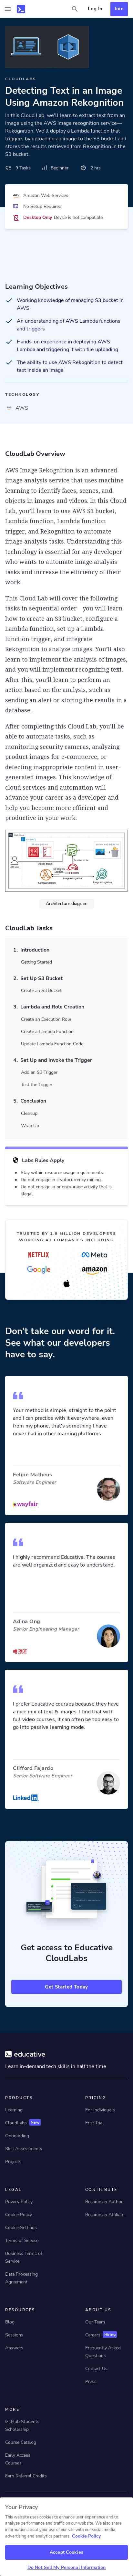 Log In
Join
CLOUDLABS
Detecting Text in an Image
Using Amazon Rekognition
In this Cloud Lab, we'll learn to extract text from an
image using aws image recognition service—Amazon
Rekognition. We'll deploy a Lambda function that
triggers by uploading an image to the S3 bucket and
stores the results received from the Rekognition in the
S3 bucket.
9 Tasks
Beginner
2 hrs
Amazon Web Services
No Setup Required
Desktop Only. Device is not compatible.
Learning Objectives
Working knowledge of managing S3 bucket in
AWS
An understanding of AWS Lambda functions
and triggers
Hands-on experience in deploying AWS
Lambda and triggering it with file uploading
The ability to use AWS Rekognition to detect
text inside an image
TECHNOLOGY
AWS
CloudLab Overview
AWS Image Rekognition is an advanced
image analysis service that uses machine
learning to identify faces, scenes, and
objects in images and videos. In this Cloud
Lab, you'll learn to use AWS S3 bucket,
Lambda function, Lambda function
trigger, and Rekognition to automate
image analysis tasks. Understanding this
service is essential for cloud developers
who wants to automate image analysis
tasks and increase the efficiency of their
work.
This Cloud Lab will cover the following
aspects of image rekognition—you will
learn how to create an S3 bucket, configure a
Lambda function, set up a Lambda
function trigger, and integrate
Rekognition to analyze images. You'll also
learn to implement the analysis of images,
and you will implement recognizing text.
After this, you'll learn to perform the
action based on the analysis, such as
sending an alert or storing the results in a
database.
After completing this Cloud Lab, you'll be
able to automate tasks, such as
monitoring security cameras, analyzing
product images for e-commerce, or
detecting inappropriate content in user-
generated images. This knowledge of
cloud services and automation will
advance your career as a developer and
become more efficient and
productive in your work.
Architecture diagram
CloudLab Tasks
1. Introduction
Getting Started
2. Set Up S3 Bucket
Create an S3 Bucket
3. Lambda and Role Creation
Create an Execution Role
Create a Lambda Function
Update Lambda Function Code
4. Set Up and Invoke the Trigger
Add an S3 Trigger
Test the Trigger
5. Conclusion
Cleanup
Wrap Up
Labs Rules Apply
Stay within resource usage requirements.
Do not engage in cryptocurrency mining.
Do not engage in or encourage activity that is
illegal.
TRUSTED BY 1.9 MILLION DEVELOPERS
WORKING AT COMPANIES INCLUDING
NETFLIX
Meta
Google
amazon
Don't take our word for it.
See what our developers
have to say.
Your method is simple, straight to the point
and I can practice with it everywhere, even
from my phone, that's something I have
never had on other learning platforms.
Felipe Matheus
Software Engineer
wayfair
I highly recommend Educative. The courses
are well organized and easy to understand.
Adina Ong
Senior Engineering Manager
I prefer Educative courses because they have
a nice mix of text & images. I find that with
full video courses, it can often be too easy to
go into passive learning mode.
Clifford Fajardo
Senior Software Engineer
Linkedin
Get access to Educative
CloudLabs
Get Started Today
educative
Learn in-demand tech skills in half the time
PRODUCTS
PRICING
Learning
For Individuals
CloudLabs New
Free Trial
Onboarding
Skill Assessments
Projects
LEGAL
CONTRIBUTE
Privacy Policy
Become an Author
Cookie Policy
Become an Affiliate
Cookie Settings
Terms of Service
Business Terms of
Service
Data Processing
Agreement
RESOURCES
ABOUT US
Blog
Our Team
Sessions
Careers Hiring
Answers
Frequently Asked
Questions
Contact Us
Press
MORE
GitHub Students
Scholarship
Course Catalog
Early Access
Courses
Earn Referral Credits
Your Privacy
This website uses cookies to enhance user
experience and to analyze performance and traffic
on our website. We also share information about
your use of our site with our social media,
advertising and analytics partners. Cookie Policy
Accept Cookies
Do Not Sell My Personal Information